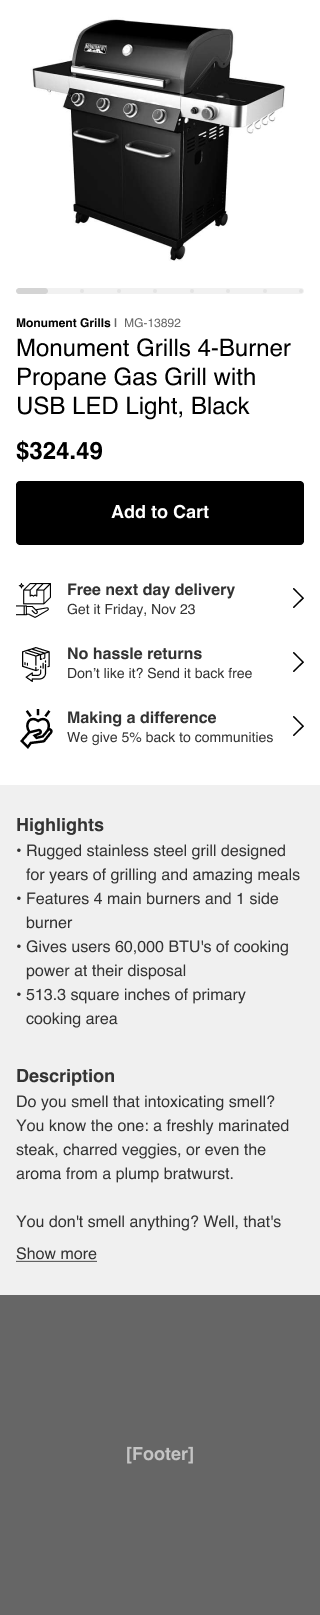 MONUMENT
Monument Grills | MG-13892
Monument Grills 4-Burner
Propane Gas Grill with
USB LED Light, Black
$324.49
Add to Cart
Free next day delivery
Get it Friday, Nov 23
No hassle returns
Don't like it? Send it back free
Making a difference
We give 5% back to communities
Highlights
• Rugged stainless steel grill designed
for years of grilling and amazing meals
• Features 4 main burners and 1 side
burner
• Gives users 60,000 BTU's of cooking
power at their disposal
• 513.3 square inches of primary
cooking area
Description
Do you smell that intoxicating smell?
You know the one: a freshly marinated
steak, charred veggies, or even the
aroma from a plump bratwurst.
You don't smell anything? Well, that's
Show more
[Footer]